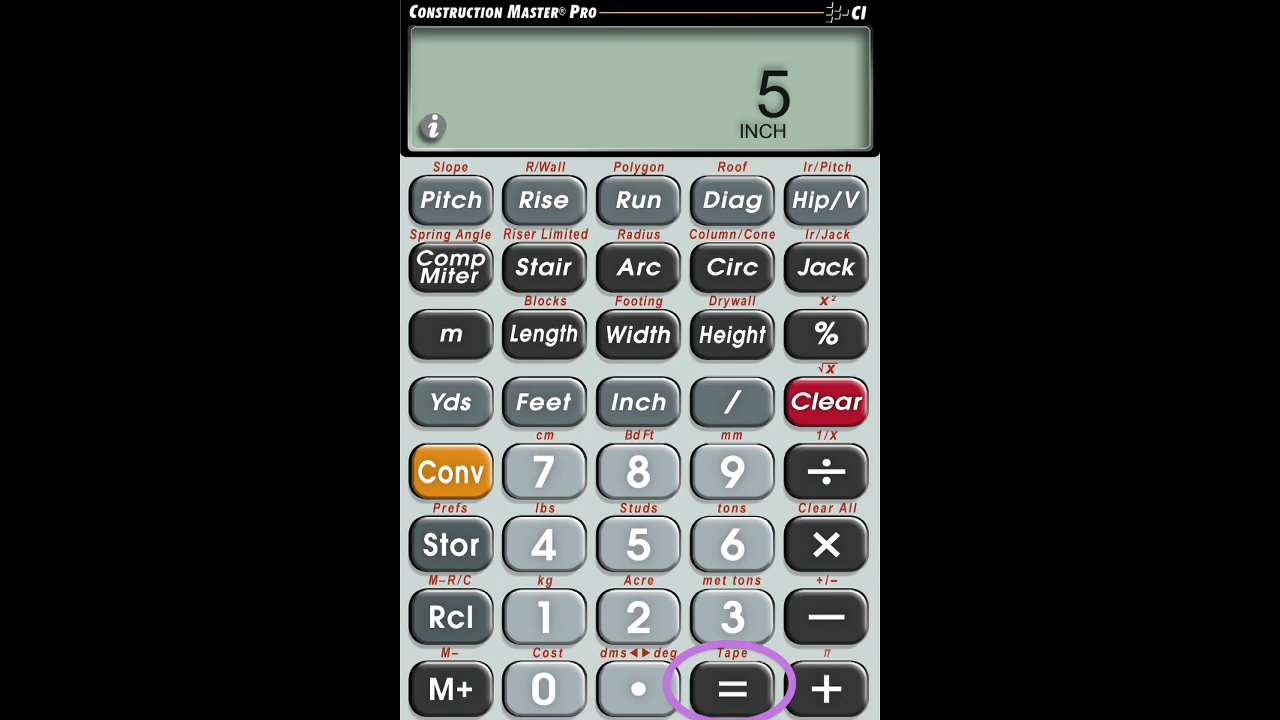 CONSTRUCTION MASTER® PRO CI
5
INCH
i
Slope R/Wall Polygon Roof Ir/Pitch
Pitch Rise Run Diag Hip/V
Spring Angle Riser Limited Radius Column/Cone Ir/Jack
Comp Miter Stair Arc Circ Jack
Blocks Footing Drywall X²
m Length Width Height %
√X
Yds Feet Inch / Clear
cm BdFt mm 1/X
Conv 7 8 9 ÷
Prefs lbs Studs tons Clear All
Stor 4 5 6 ×
M–R/C kg Acre met tons +/–
Rcl 1 2 3 –
M– Cost dms◄►deg Tape π
M+ 0 • = +